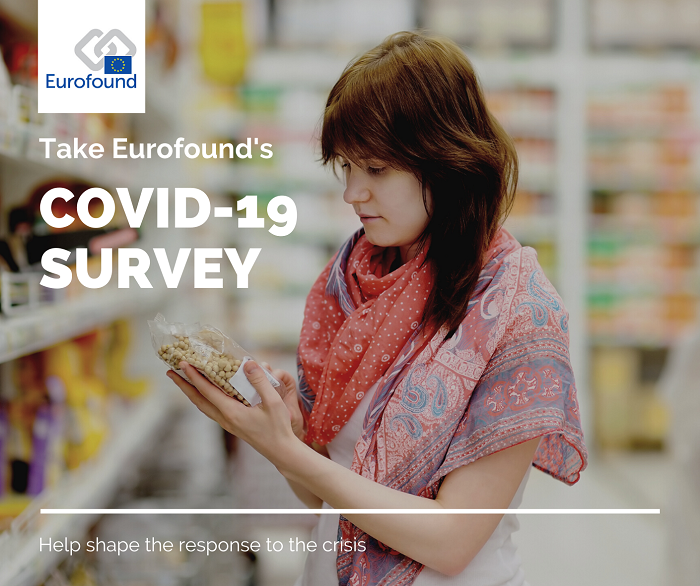 Eurofound
Take Eurofound's
COVID-19
SURVEY
Help shape the response to the crisis